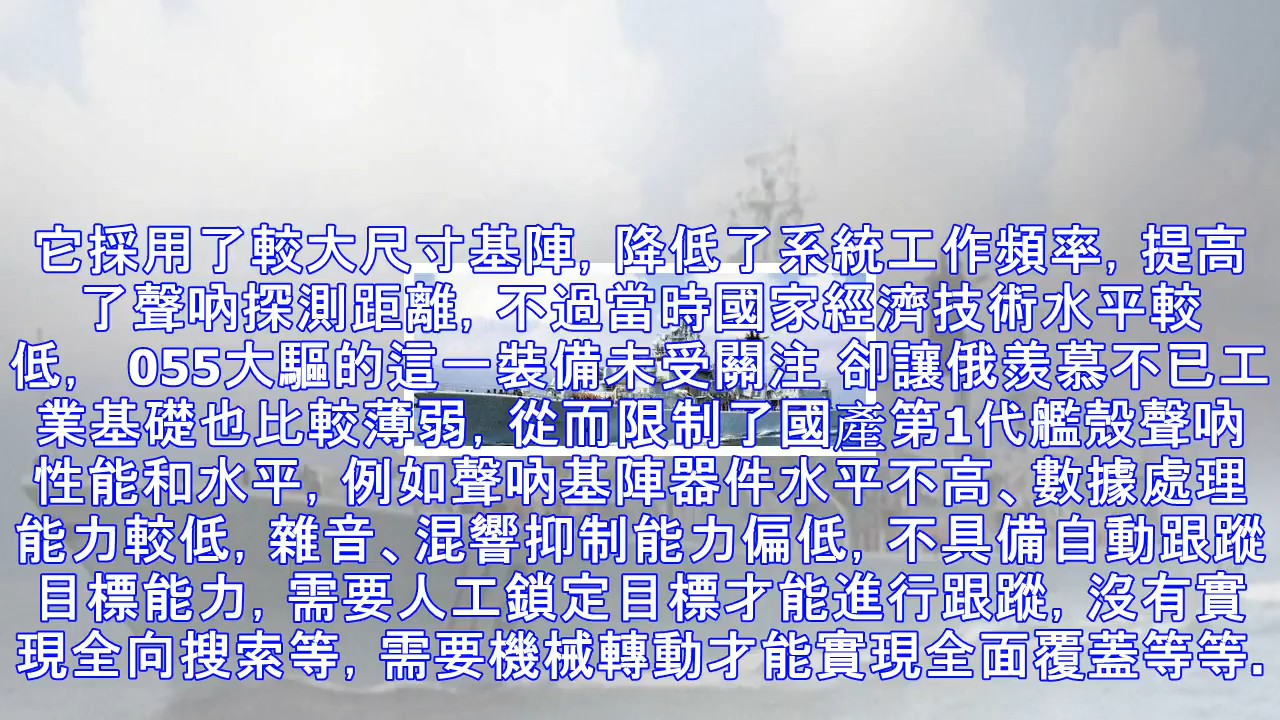 它採用了較大尺寸基陣, 降低了系統工作頻率, 提高
了聲吶探測距離, 不過當時國家經濟技術水平較
低, 055大驅的這一裝備未受關注 卻讓俄羨慕不已工
業基礎也比較薄弱, 從而限制了國產第1代艦殼聲吶
性能和水平, 例如聲吶基陣器件水平不高、數據處理
能力較低, 雜音、混響抑制能力偏低, 不具備自動跟蹤
目標能力, 需要人工鎖定目標才能進行跟蹤, 沒有實
現全向搜索等, 需要機械轉動才能實現全面覆蓋等等.